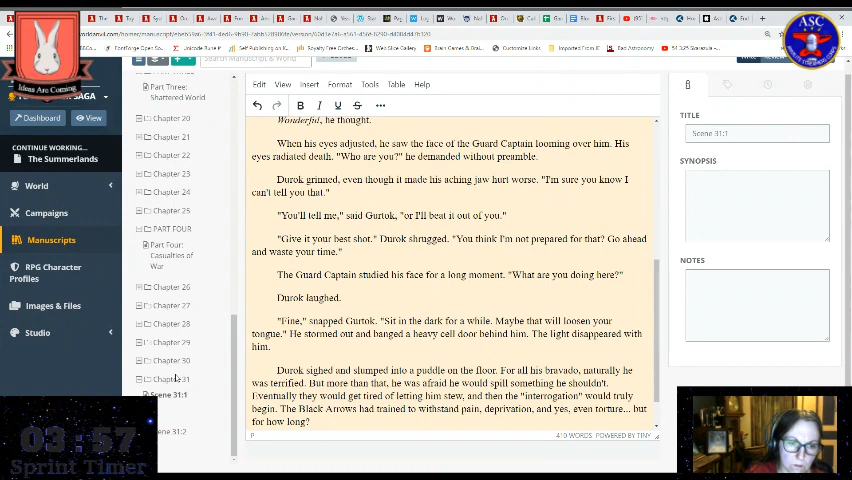 ASC
Ideas Are Coming
SAGA
Dashboard
View
CONTINUE WORKING
The Summerlands
World
Campaigns
Manuscripts
RPG Character
Profiles
Images & Files
Studio
Search Manuscript &
Part Three:
Shattered World
Chapter 20
Chapter 21
Chapter 22
Chapter 23
Chapter 24
Chapter 25
PART FOUR
Part Four:
Casualties of
War
Chapter 26
Chapter 27
Chapter 28
Chapter 29
Chapter 30
Chapter 31
Scene 31:1
Scene 31:2
Edit View Insert Format Tools Table Help
B I U S
Wonderful, he thought.
When his eyes adjusted, he saw the face of the Guard Captain looming over him. His
eyes radiated death. "Who are you?" he demanded without preamble.
Durok grinned, even though it made his aching jaw hurt worse. "I'm sure you know I
can't tell you that."
"You'll tell me," said Gurtok, "or I'll beat it out of you."
"Give it your best shot." Durok shrugged. "You think I'm not prepared for that? Go ahead
and waste your time."
The Guard Captain studied his face for a long moment. "What are you doing here?"
Durok laughed.
"Fine," snapped Gurtok. "Sit in the dark for a while. Maybe that will loosen your
tongue." He stormed out and banged a heavy cell door behind him. The light disappeared with
him.
Durok sighed and slumped into a puddle on the floor. For all his bravado, naturally he
was terrified. But more than that, he was afraid he would spill something he shouldn't.
Eventually they would get tired of letting him stew, and then the "interrogation" would truly
begin. The Black Arrows had trained to withstand pain, deprivation, and yes, even torture... but
for how long?
P
410 WORDS POWERED BY TINY
TITLE
Scene 31:1
SYNOPSIS
NOTES
03:57
Sprint Timer